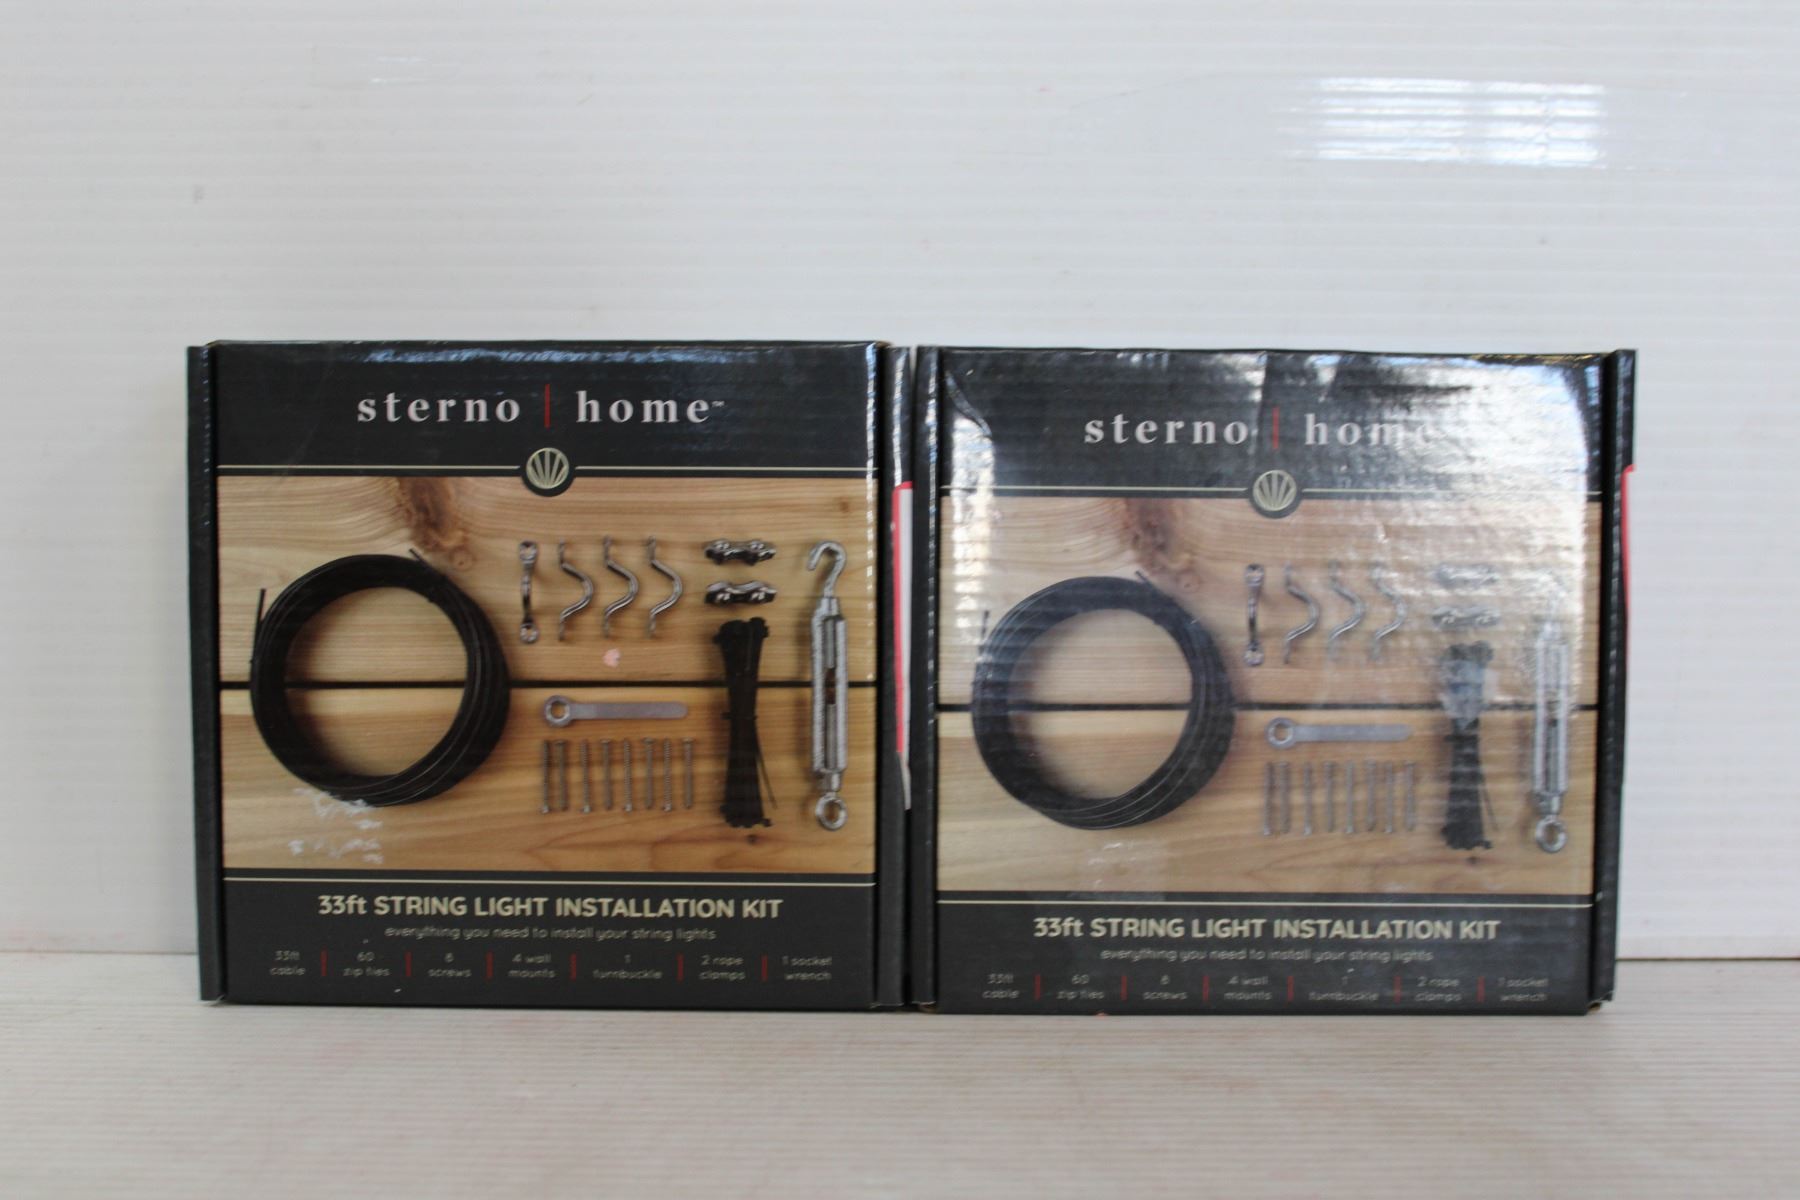 sterno | home™
33ft STRING LIGHT INSTALLATION KIT
everything you need to install your string lights
33ft cable | 60 zip ties | 8 screws | 4 wall mounts | 1 turnbuckle | 2 rope clamps | 1 socket wrench
sterno | home
33ft STRING LIGHT INSTALLATION KIT
everything you need to install your string lights
33ft cable | 60 zip ties | 8 screws | 4 wall mounts | 1 turnbuckle | 2 rope clamps | 1 socket wrench